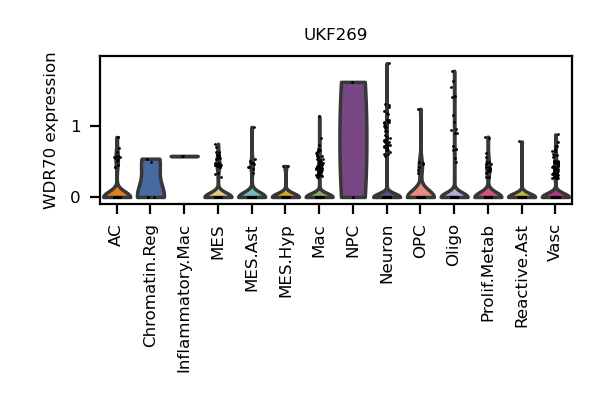 UKF269
WDR70 expression
1
0
AC
Chromatin.Reg
Inflammatory.Mac
MES
MES.Ast
MES.Hyp
Mac
NPC
Neuron
OPC
Oligo
Prolif.Metab
Reactive.Ast
Vasc